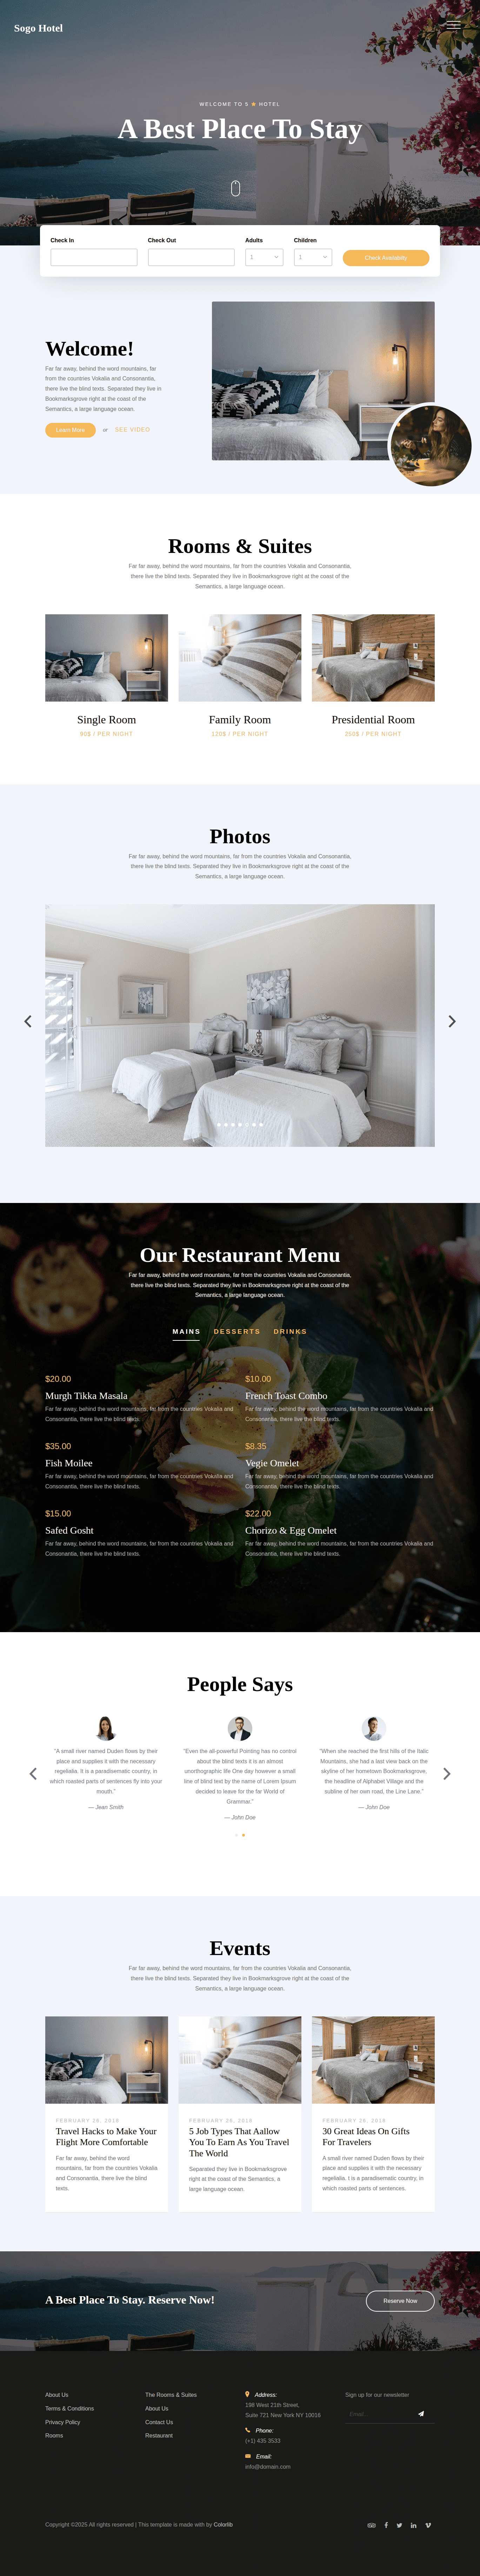 Sogo Hotel
WELCOME TO 5 ★ HOTEL
A Best Place To Stay
Check In
Check Out
Adults
Children
1
1
Check Availabilty
Welcome!
Far far away, behind the word mountains, far
from the countries Vokalia and Consonantia,
there live the blind texts. Separated they live in
Bookmarksgrove right at the coast of the
Semantics, a large language ocean.
Learn More or SEE VIDEO
Rooms & Suites
Far far away, behind the word mountains, far from the countries Vokalia and Consonantia,
there live the blind texts. Separated they live in Bookmarksgrove right at the coast of the
Semantics, a large language ocean.
Single Room
90$ / PER NIGHT
Family Room
120$ / PER NIGHT
Presidential Room
250$ / PER NIGHT
Photos
Far far away, behind the word mountains, far from the countries Vokalia and Consonantia,
there live the blind texts. Separated they live in Bookmarksgrove right at the coast of the
Semantics, a large language ocean.
Our Restaurant Menu
Far far away, behind the word mountains, far from the countries Vokalia and Consonantia,
there live the blind texts. Separated they live in Bookmarksgrove right at the coast of the
Semantics, a large language ocean.
MAINS DESSERTS DRINKS
$20.00
Murgh Tikka Masala
Far far away, behind the word mountains, far from the countries Vokalia and
Consonantia, there live the blind texts.
$35.00
Fish Moilee
Far far away, behind the word mountains, far from the countries Vokalia and
Consonantia, there live the blind texts.
$15.00
Safed Gosht
Far far away, behind the word mountains, far from the countries Vokalia and
Consonantia, there live the blind texts.
$10.00
French Toast Combo
Far far away, behind the word mountains, far from the countries Vokalia and
Consonantia, there live the blind texts.
$8.35
Vegie Omelet
Far far away, behind the word mountains, far from the countries Vokalia and
Consonantia, there live the blind texts.
$22.00
Chorizo & Egg Omelet
Far far away, behind the word mountains, far from the countries Vokalia and
Consonantia, there live the blind texts.
People Says
"A small river named Duden flows by their
place and supplies it with the necessary
regelialia. It is a paradisematic country, in
which roasted parts of sentences fly into your
mouth."
— Jean Smith
"Even the all-powerful Pointing has no control
about the blind texts it is an almost
unorthographic life One day however a small
line of blind text by the name of Lorem Ipsum
decided to leave for the far World of
Grammar."
— John Doe
"When she reached the first hills of the Italic
Mountains, she had a last view back on the
skyline of her hometown Bookmarksgrove,
the headline of Alphabet Village and the
subline of her own road, the Line Lane."
— John Doe
Events
Far far away, behind the word mountains, far from the countries Vokalia and Consonantia,
there live the blind texts. Separated they live in Bookmarksgrove right at the coast of the
Semantics, a large language ocean.
FEBRUARY 26, 2018
Travel Hacks to Make Your
Flight More Comfortable
Far far away, behind the word
mountains, far from the countries Vokalia
and Consonantia, there live the blind
texts.
FEBRUARY 26, 2018
5 Job Types That Aallow
You To Earn As You Travel
The World
Separated they live in Bookmarksgrove
right at the coast of the Semantics, a
large language ocean.
FEBRUARY 26, 2018
30 Great Ideas On Gifts
For Travelers
A small river named Duden flows by their
place and supplies it with the necessary
regelialia. t is a paradisematic country, in
which roasted parts of sentences.
A Best Place To Stay. Reserve Now!
Reserve Now
About Us
Terms & Conditions
Privacy Policy
Rooms
The Rooms & Suites
About Us
Contact Us
Restaurant
Address:
198 West 21th Street,
Suite 721 New York NY 10016
Phone:
(+1) 435 3533
Email:
info@domain.com
Sign up for our newsletter
Email...
Copyright ©2025 All rights reserved | This template is made with by Colorlib